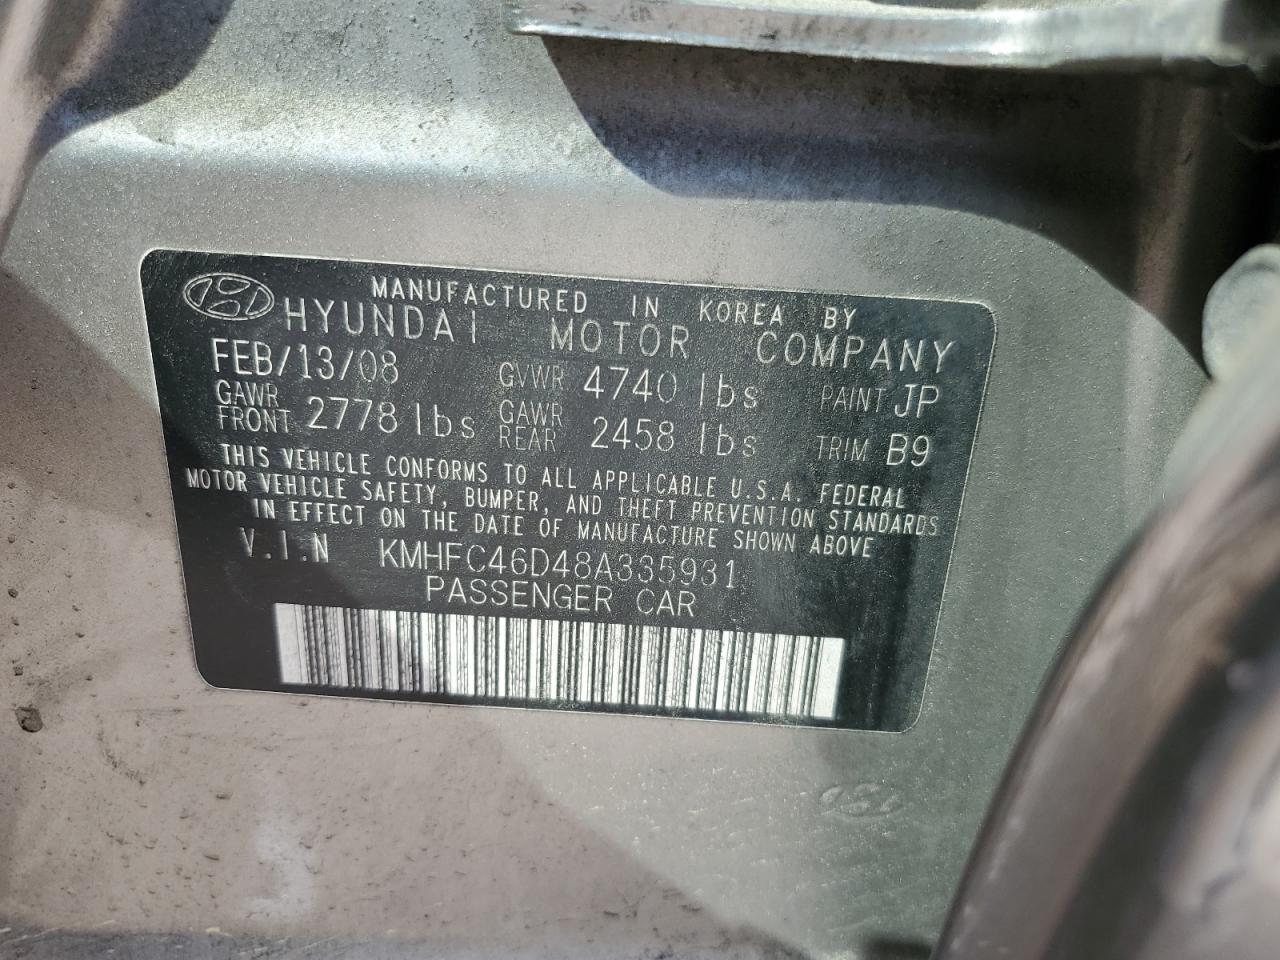 MANUFACTURED IN KOREA BY
HYUNDAI MOTOR COMPANY
FEB/13/08 GVWR 4740 lbs PAINT JP
GAWR FRONT 2778 lbs GAWR REAR 2458 lbs TRIM B9
THIS VEHICLE CONFORMS TO ALL APPLICABLE U.S.A. FEDERAL
MOTOR VEHICLE SAFETY, BUMPER, AND THEFT PREVENTION STANDARDS
IN EFFECT ON THE DATE OF MANUFACTURE SHOWN ABOVE
V.I.N KMHFC46D48A335931
PASSENGER CAR